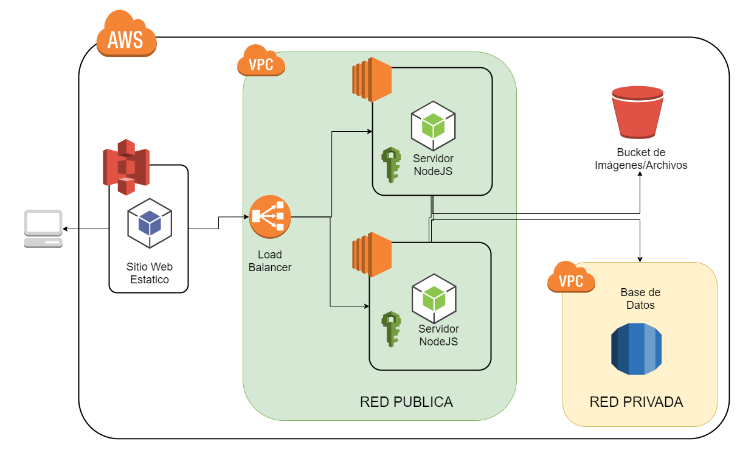 AWS
VPC
Servidor
NodeJS
Bucket de
Imágenes/Archivos
Sitio Web
Estatico
Load
Balancer
Servidor
NodeJS
VPC
Base de
Datos
RED PUBLICA
RED PRIVADA